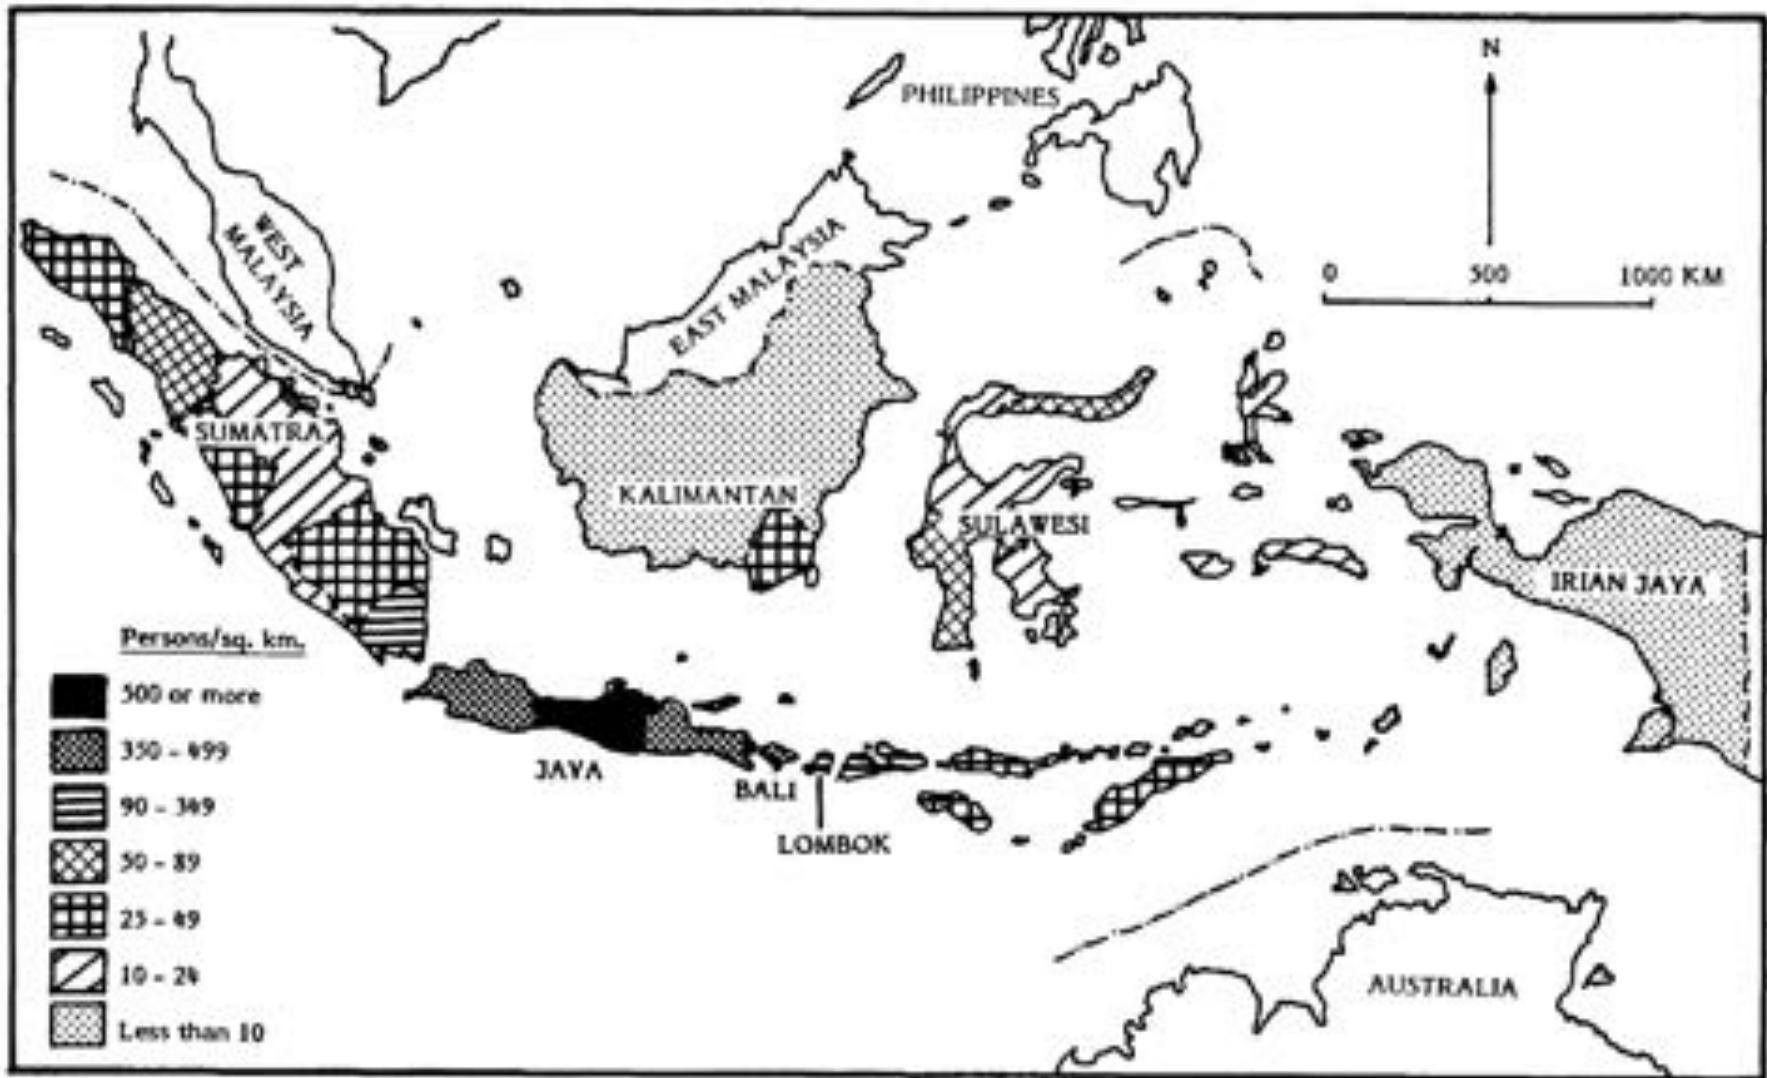 N
PHILIPPINES
WEST
MALAYSIA
EAST MALAYSIA
0 500 1000 KM
SUMATRA
KALIMANTAN
SULAWESI
IRIAN JAYA
Persons/sq. km.
500 or more
350 - 499
90 - 349
50 - 89
25 - 49
10 - 24
Less than 10
JAVA
BALI
LOMBOK
AUSTRALIA